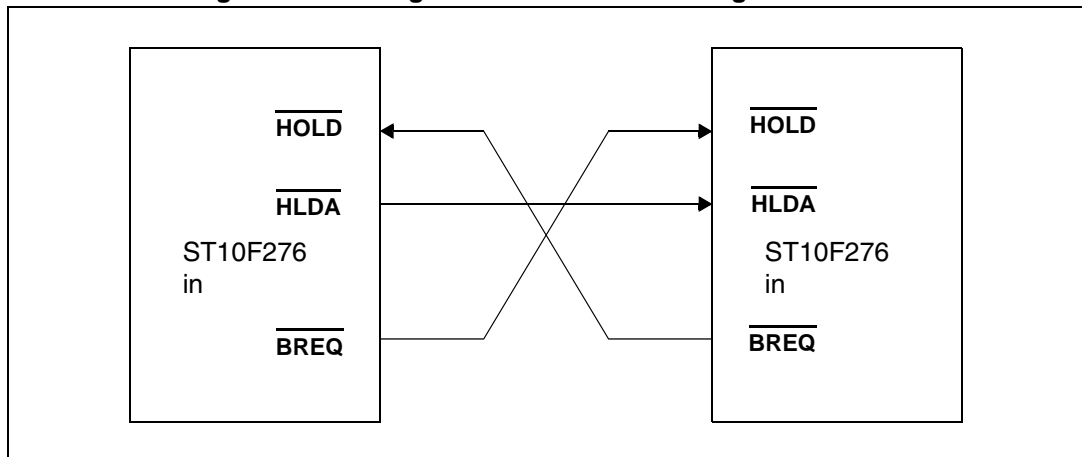 HOLD
HLDA
ST10F276
in
BREQ
HOLD
HLDA
ST10F276
in
BREQ